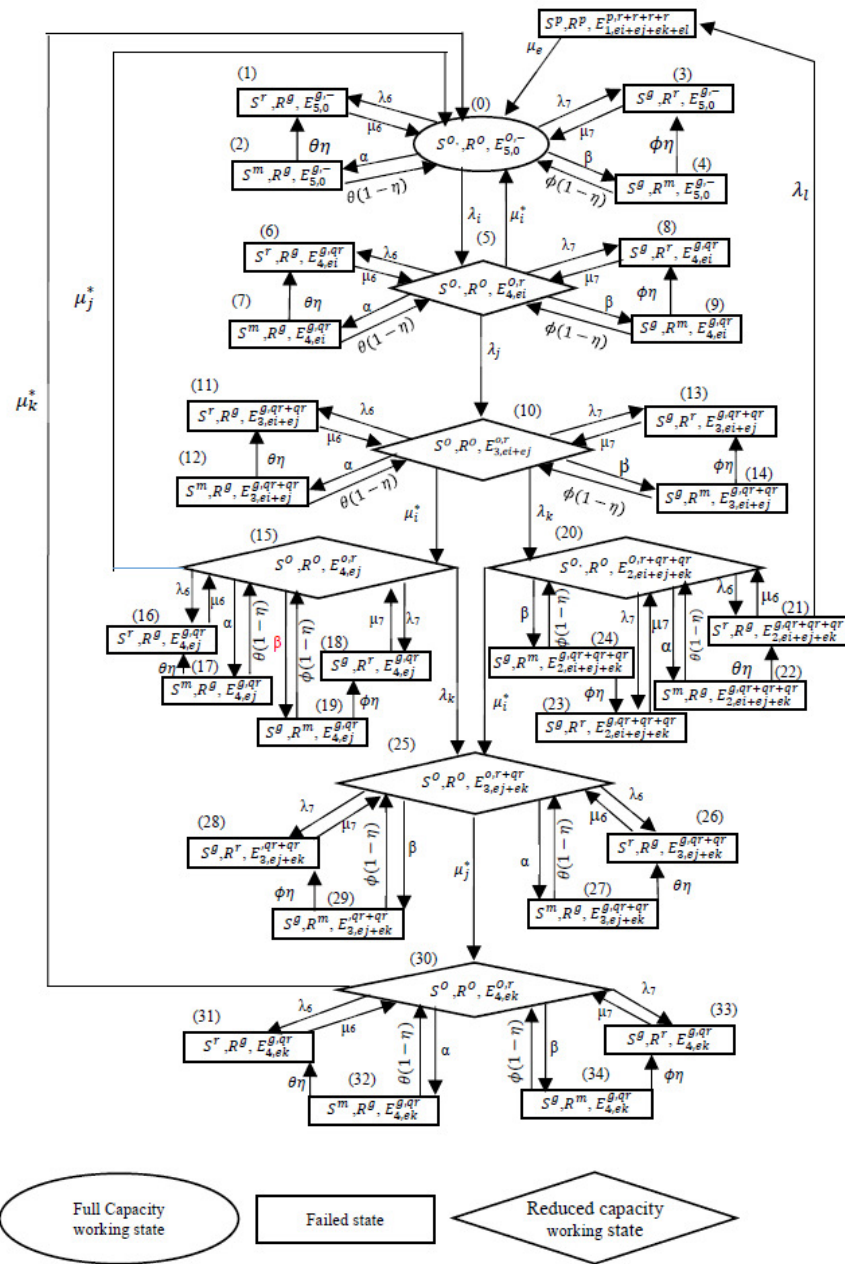 S^p, R^p, E^{p,r+r+r+r}_{1,ei+ej+ek+el}
μ_e
(1)
(0)
(3)
S^r, R^g, E^{g,-}_{5,0}
λ_6
μ_6
λ_7
μ_7
S^g, R^r, E^{g,-}_{5,0}
(2)
θη
S^{O·}, R^O, E^{O,-}_{5,0}
ϕη
α
β
(4)
S^m, R^g, E^{g,-}_{5,0}
θ(1-η)
ϕ(1-η)
S^g, R^m, E^{g,-}_{5,0}
λ_l
λ_i
μ_i^*
(6)
(5)
(8)
S^r, R^g, E^{g,qr}_{4,ei}
λ_6
μ_6
λ_7
μ_7
S^g, R^r, E^{g,qr}_{4,ei}
μ_j^*
(7)
θη
S^{O·}, R^O, E^{O,r}_{4,ei}
ϕη
α
β
(9)
S^m, R^g, E^{g,qr}_{4,ei}
θ(1-η)
ϕ(1-η)
S^g, R^m, E^{g,qr}_{4,ei}
λ_j
μ_k^*
(11)
(10)
(13)
S^r, R^g, E^{g,qr+qr}_{3,ei+ej}
λ_6
μ_6
λ_7
μ_7
S^g, R^r, E^{g,qr+qr}_{3,ei+ej}
(12)
θη
S^O, R^O, E^{o,r}_{3,ei+ej}
ϕη
α
β
(14)
S^m, R^g, E^{g,qr+qr}_{3,ei+ej}
θ(1-η)
ϕ(1-η)
S^g, R^m, E^{g,qr+qr}_{3,ei+ej}
μ_i^*
λ_k
(15)
(20)
S^O, R^O, E^{o,r}_{4,ej}
S^{O·}, R^O, E^{O,r+qr+qr}_{2,ei+ej+ek}
λ_6
μ_6
α
θ(1-η)
β
ϕ(1-η)
μ_7
λ_7
β
ϕ(1-η)
λ_7
μ_7
α
θ(1-η)
λ_6
μ_6
(16)
S^r, R^g, E^{g,qr}_{4,ej}
(18)
S^g, R^r, E^{g,qr}_{4,ej}
(24)
S^g, R^m, E^{g,qr+qr+qr}_{2,ei+ej+ek}
(21)
S^r, R^g, E^{g,qr+qr+qr}_{2,ei+ej+ek}
θη
(17)
S^m, R^g, E^{g,qr}_{4,ej}
ϕη
(19)
S^g, R^m, E^{g,qr}_{4,ej}
λ_k
μ_i^*
ϕη
(23)
S^g, R^r, E^{g,qr+qr+qr}_{2,ei+ej+ek}
θη
(22)
S^m, R^g, E^{g,qr+qr+qr}_{2,ei+ej+ek}
(25)
S^O, R^O, E^{o,r+qr}_{3,ej+ek}
λ_7
μ_7
ϕ(1-η)
β
μ_j^*
α
θ(1-η)
μ_6
λ_6
(28)
S^g, R^r, E^{,qr+qr}_{3,ej+ek}
(26)
S^r, R^g, E^{g,qr+qr}_{3,ej+ek}
ϕη
(29)
S^g, R^m, E^{,qr+qr}_{3,ej+ek}
(27)
S^m, R^g, E^{g,qr+qr}_{3,ej+ek}
θη
(30)
S^O, R^O, E^{O,r}_{4,ek}
(31)
λ_6
μ_6
λ_7
μ_7
(33)
S^r, R^g, E^{g,qr}_{4,ek}
θ(1-η)
α
ϕ(1-η)
β
S^g, R^r, E^{g,qr}_{4,ek}
θη
(32)
(34)
ϕη
S^m, R^g, E^{g,qr}_{4,ek}
S^g, R^m, E^{g,qr}_{4,ek}
Full Capacity
working state
Failed state
Reduced capacity
working state